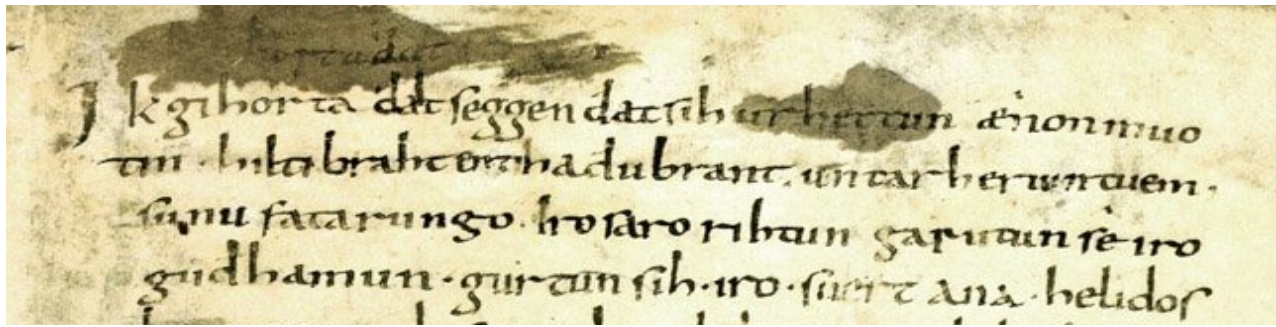 Ik gihorta dat seggen dat sih urhettun ænon muo
tin · hiltibraht enti hadubrant · untar heriun tuem ·
sunu fatarungo · iro saro rihtun garutun sê iro
gudhamun · gurtun sih · iro · suert ana · helidos